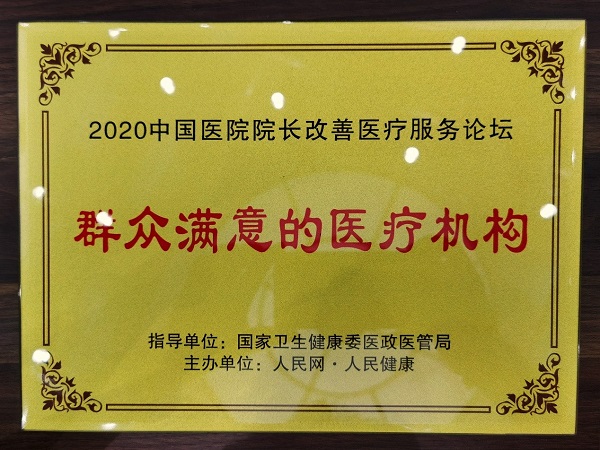 2020中国医院院长改善医疗服务论坛
群众满意的医疗机构
指导单位：国家卫生健康委医政医管局
主办单位：人民网·人民健康